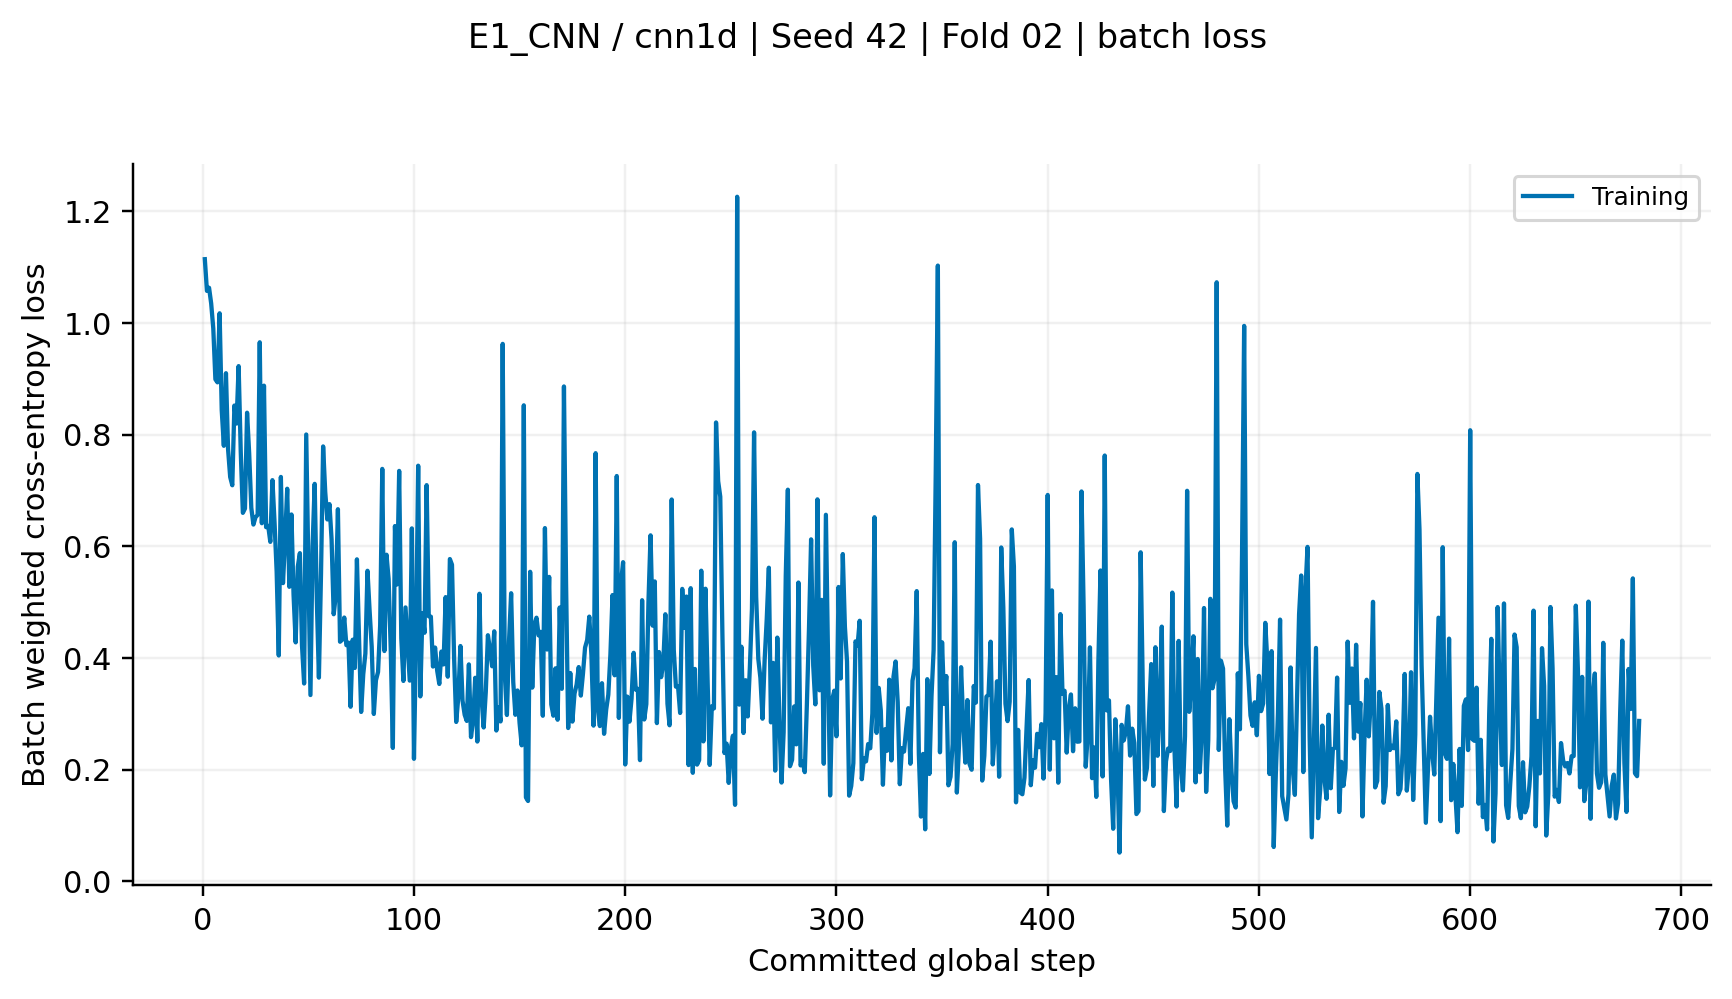 E1_CNN / cnn1d | Seed 42 | Fold 02 | batch loss
Training
Batch weighted cross-entropy loss
1.2
1.0
0.8
0.6
0.4
0.2
0.0
0 100 200 300 400 500 600 700
Committed global step